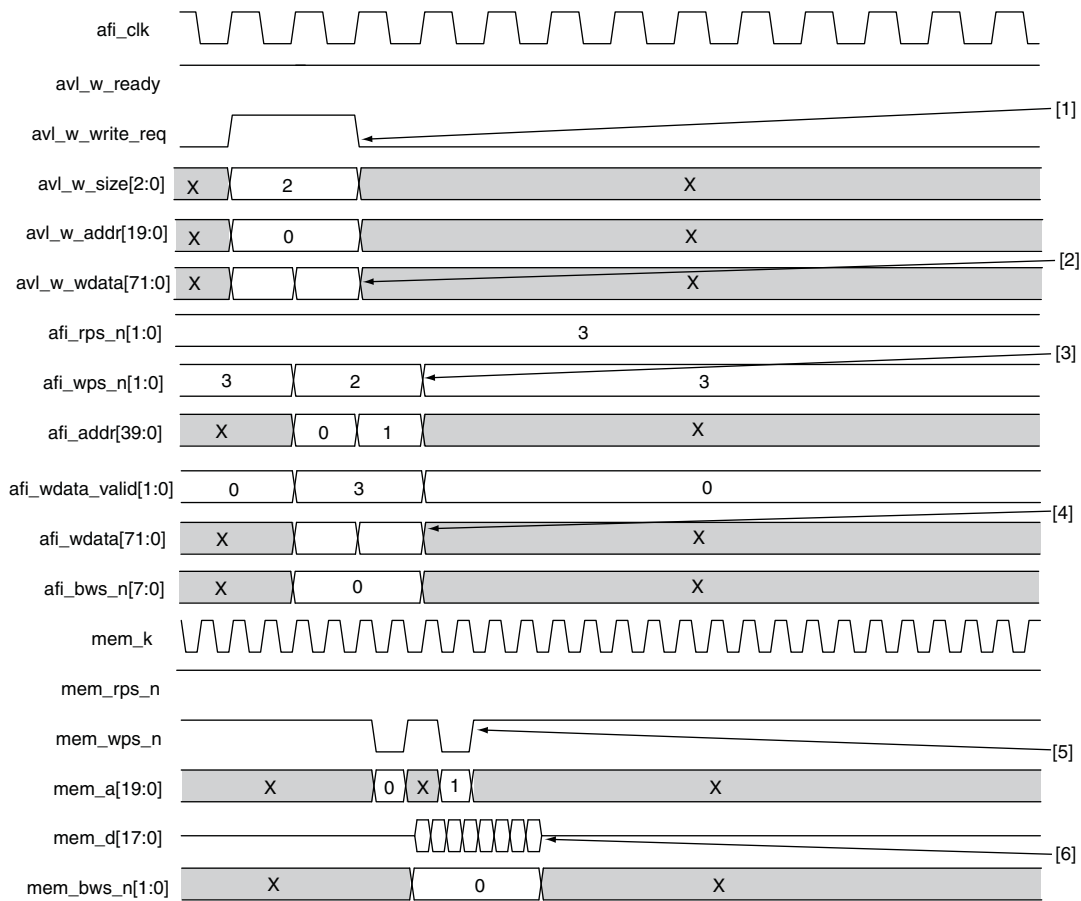 afi_clk
avl_w_ready
avl_w_write_req [1]
avl_w_size[2:0] X 2 X
avl_w_addr[19:0] X 0 X
avl_w_wdata[71:0] X X [2]
afi_rps_n[1:0] 3
afi_wps_n[1:0] 3 2 3 [3]
afi_addr[39:0] X 0 1 X
afi_wdata_valid[1:0] 0 3 0
afi_wdata[71:0] X X [4]
afi_bws_n[7:0] X 0 X
mem_k
mem_rps_n
mem_wps_n [5]
mem_a[19:0] X 0 X 1 X
mem_d[17:0] [6]
mem_bws_n[1:0] X 0 X